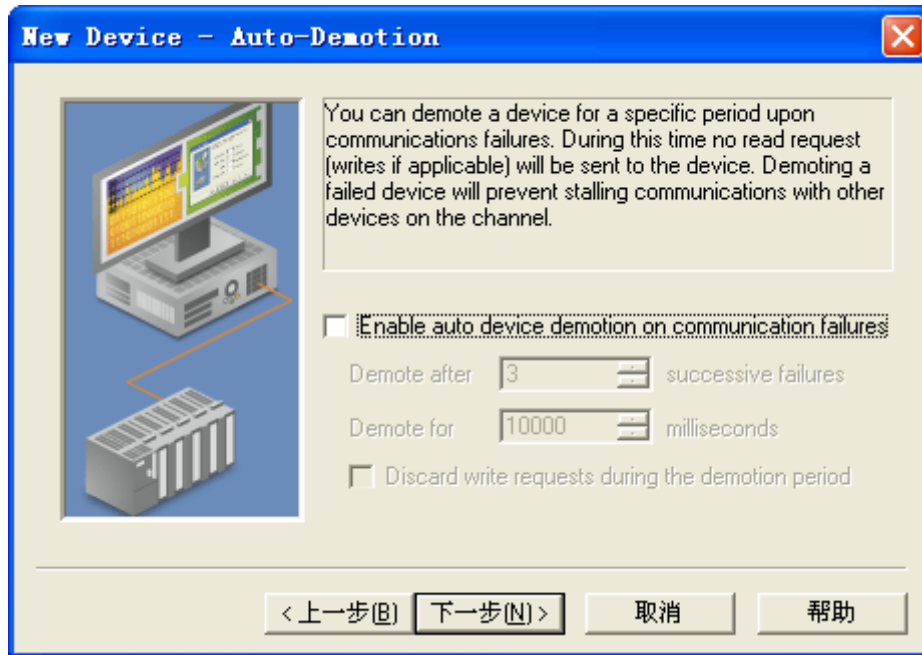 New Device - Auto-Demotion
You can demote a device for a specific period upon
communications failures. During this time no read request
(writes if applicable) will be sent to the device. Demoting a
failed device will prevent stalling communications with other
devices on the channel.
Enable auto device demotion on communication failures
Demote after 3 successive failures
Demote for 10000 milliseconds
Discard write requests during the demotion period
<上一步(B) 下一步(N)> 取消 帮助